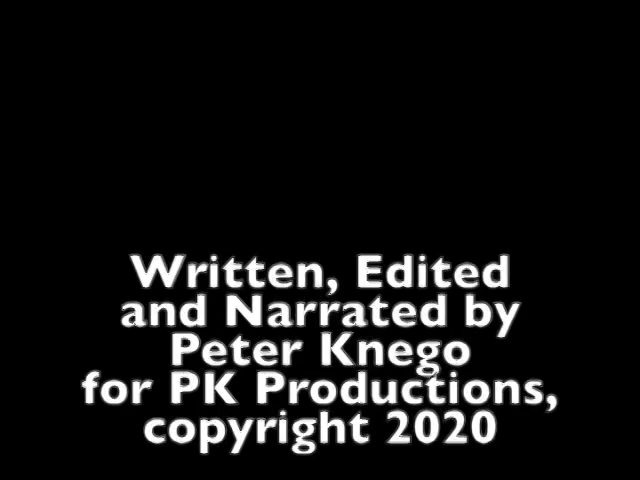 Written, Edited
and Narrated by
Peter Knego
for PK Productions,
copyright 2020